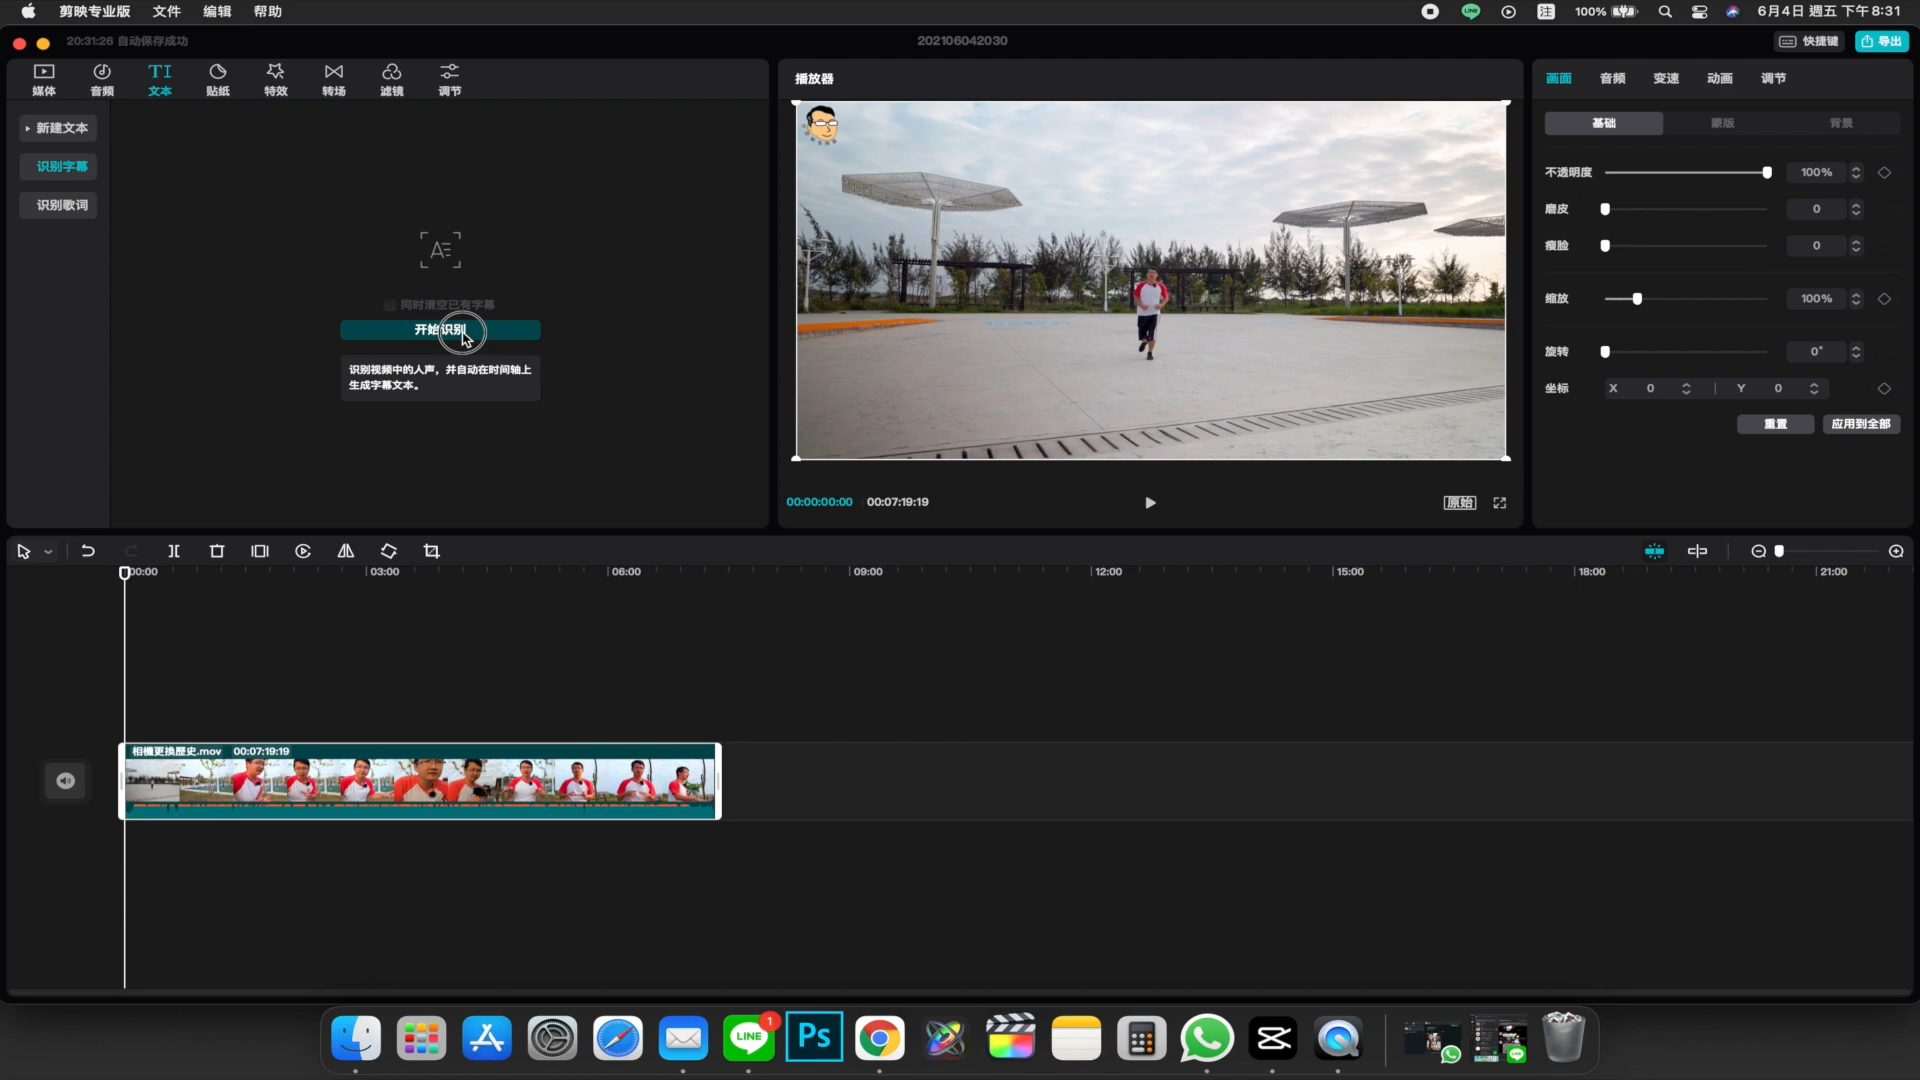 剪映专业版 文件 编辑 帮助
注 100% 6月4日 週五 下午8:31
20:31:26 自动保存成功
202106042030
快捷键 导出
媒体 音频 文本 贴纸 特效 转场 滤镜 调节
TI
新建文本
识别字幕
识别歌词
同时清空已有字幕
开始识别
识别视频中的人声，并自动在时间轴上
生成字幕文本。
播放器
00:00:00:00 00:07:19:19
原始
画面 音频 变速 动画 调节
基础 蒙版 背景
不透明度 100%
磨皮 0
瘦脸 0
缩放 100%
旋转 0°
坐标 X 0 Y 0
重置 应用到全部
00:00 03:00 06:00 09:00 12:00 15:00 18:00 21:00
相機更換歷史.mov 00:07:19:19
LINE 1 Ps